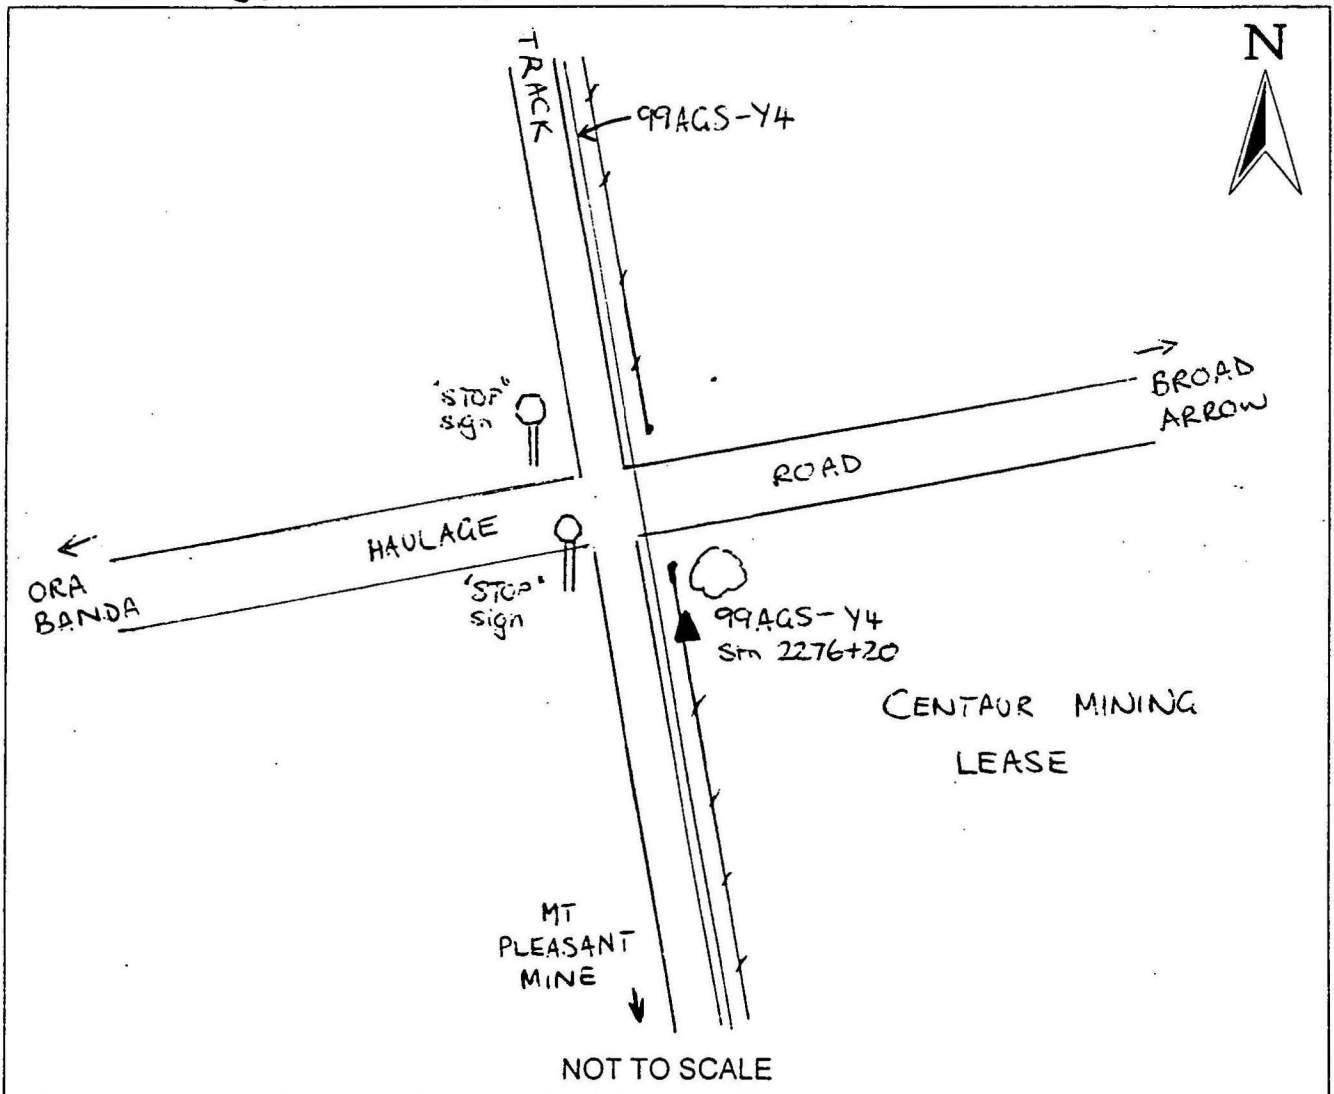 N
TRACK
99AGS-Y4
"STOP"
sign
BROAD
ARROW
ROAD
HAULAGE
ORA
BANDA
"STOP"
sign
99AGS-Y4
Stn 2276+20
CENTAUR MINING
LEASE
MT
PLEASANT
MINE
NOT TO SCALE